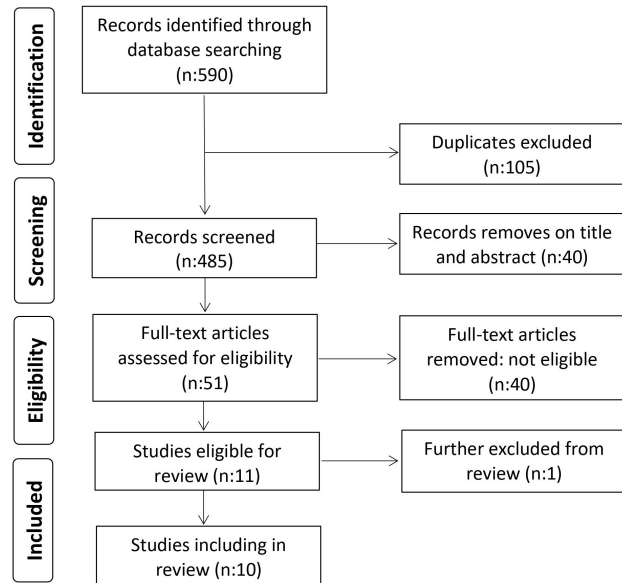 Identification
Records identified through
database searching
(n:590)
Duplicates excluded
(n:105)
Screening
Records screened
(n:485)
Records removes on title
and abstract (n:40)
Eligibility
Full-text articles
assessed for eligibility
(n:51)
Full-text articles
removed: not eligible
(n:40)
Studies eligible for
review (n:11)
Further excluded from
review (n:1)
Included
Studies including in
review (n:10)